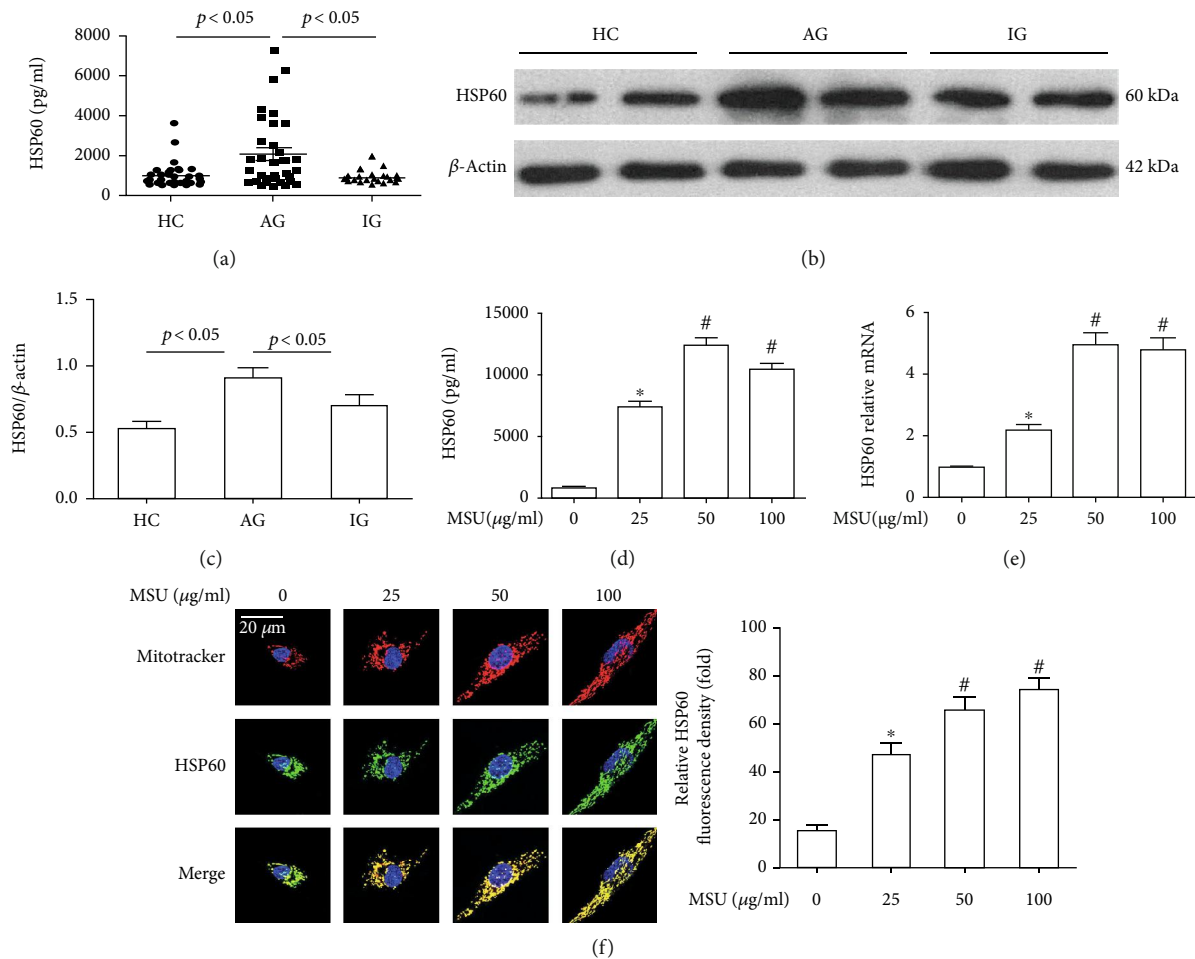 p < 0.05 p < 0.05
HSP60 (pg/ml)
8000
6000
4000
2000
0
HC AG IG
(a)
HC AG IG
HSP60 60 kDa
β-Actin 42 kDa
(b)
HSP60/β-actin
1.5
1.0
0.5
0.0
p < 0.05 p < 0.05
HC AG IG
(c)
HSP60 (pg/ml)
15000
10000
5000
0
* # #
MSU(μg/ml) 0 25 50 100
(d)
HSP60 relative mRNA
6
4
2
0
* # #
MSU(μg/ml) 0 25 50 100
(e)
MSU (μg/ml) 0 25 50 100
20 μm
Mitotracker
HSP60
Merge
Relative HSP60
fluorescence density (fold)
100
80
60
40
20
0
* # #
MSU (μg/ml) 0 25 50 100
(f)